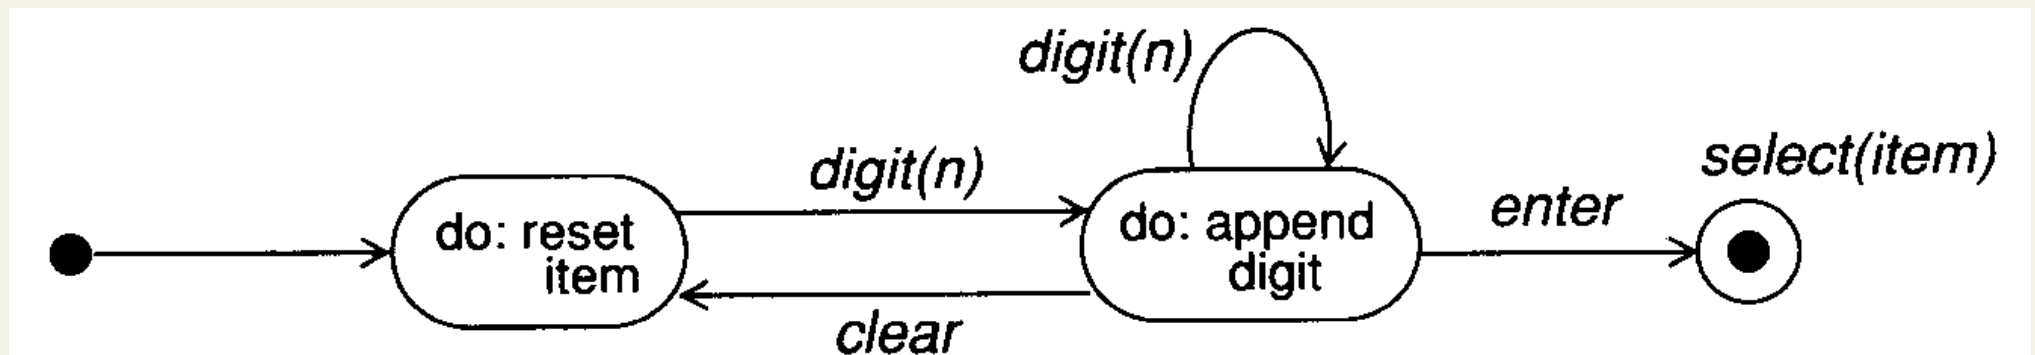 digit(n)
digit(n)
select(item)
enter
do: reset
item
do: append
digit
clear